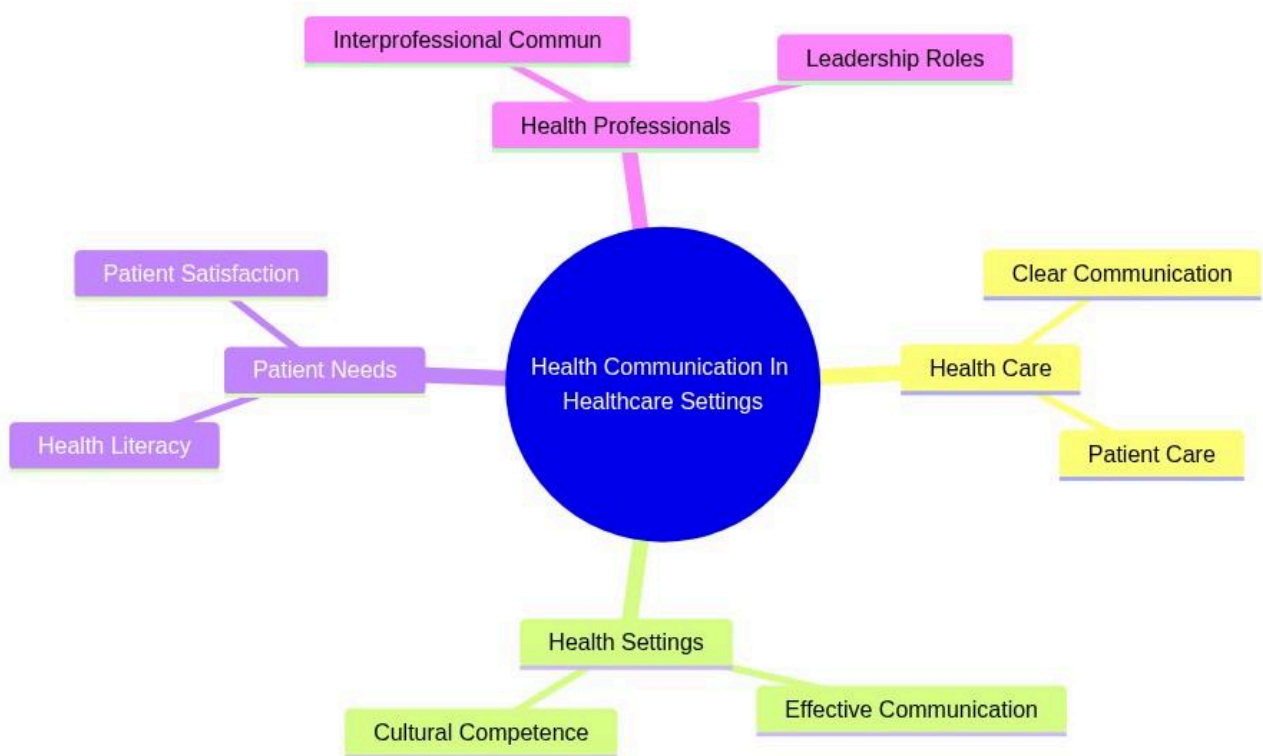 Interprofessional Commun
Leadership Roles
Health Professionals
Patient Satisfaction
Clear Communication
Patient Needs
Health Communication In
Healthcare Settings
Health Care
Health Literacy
Patient Care
Health Settings
Effective Communication
Cultural Competence